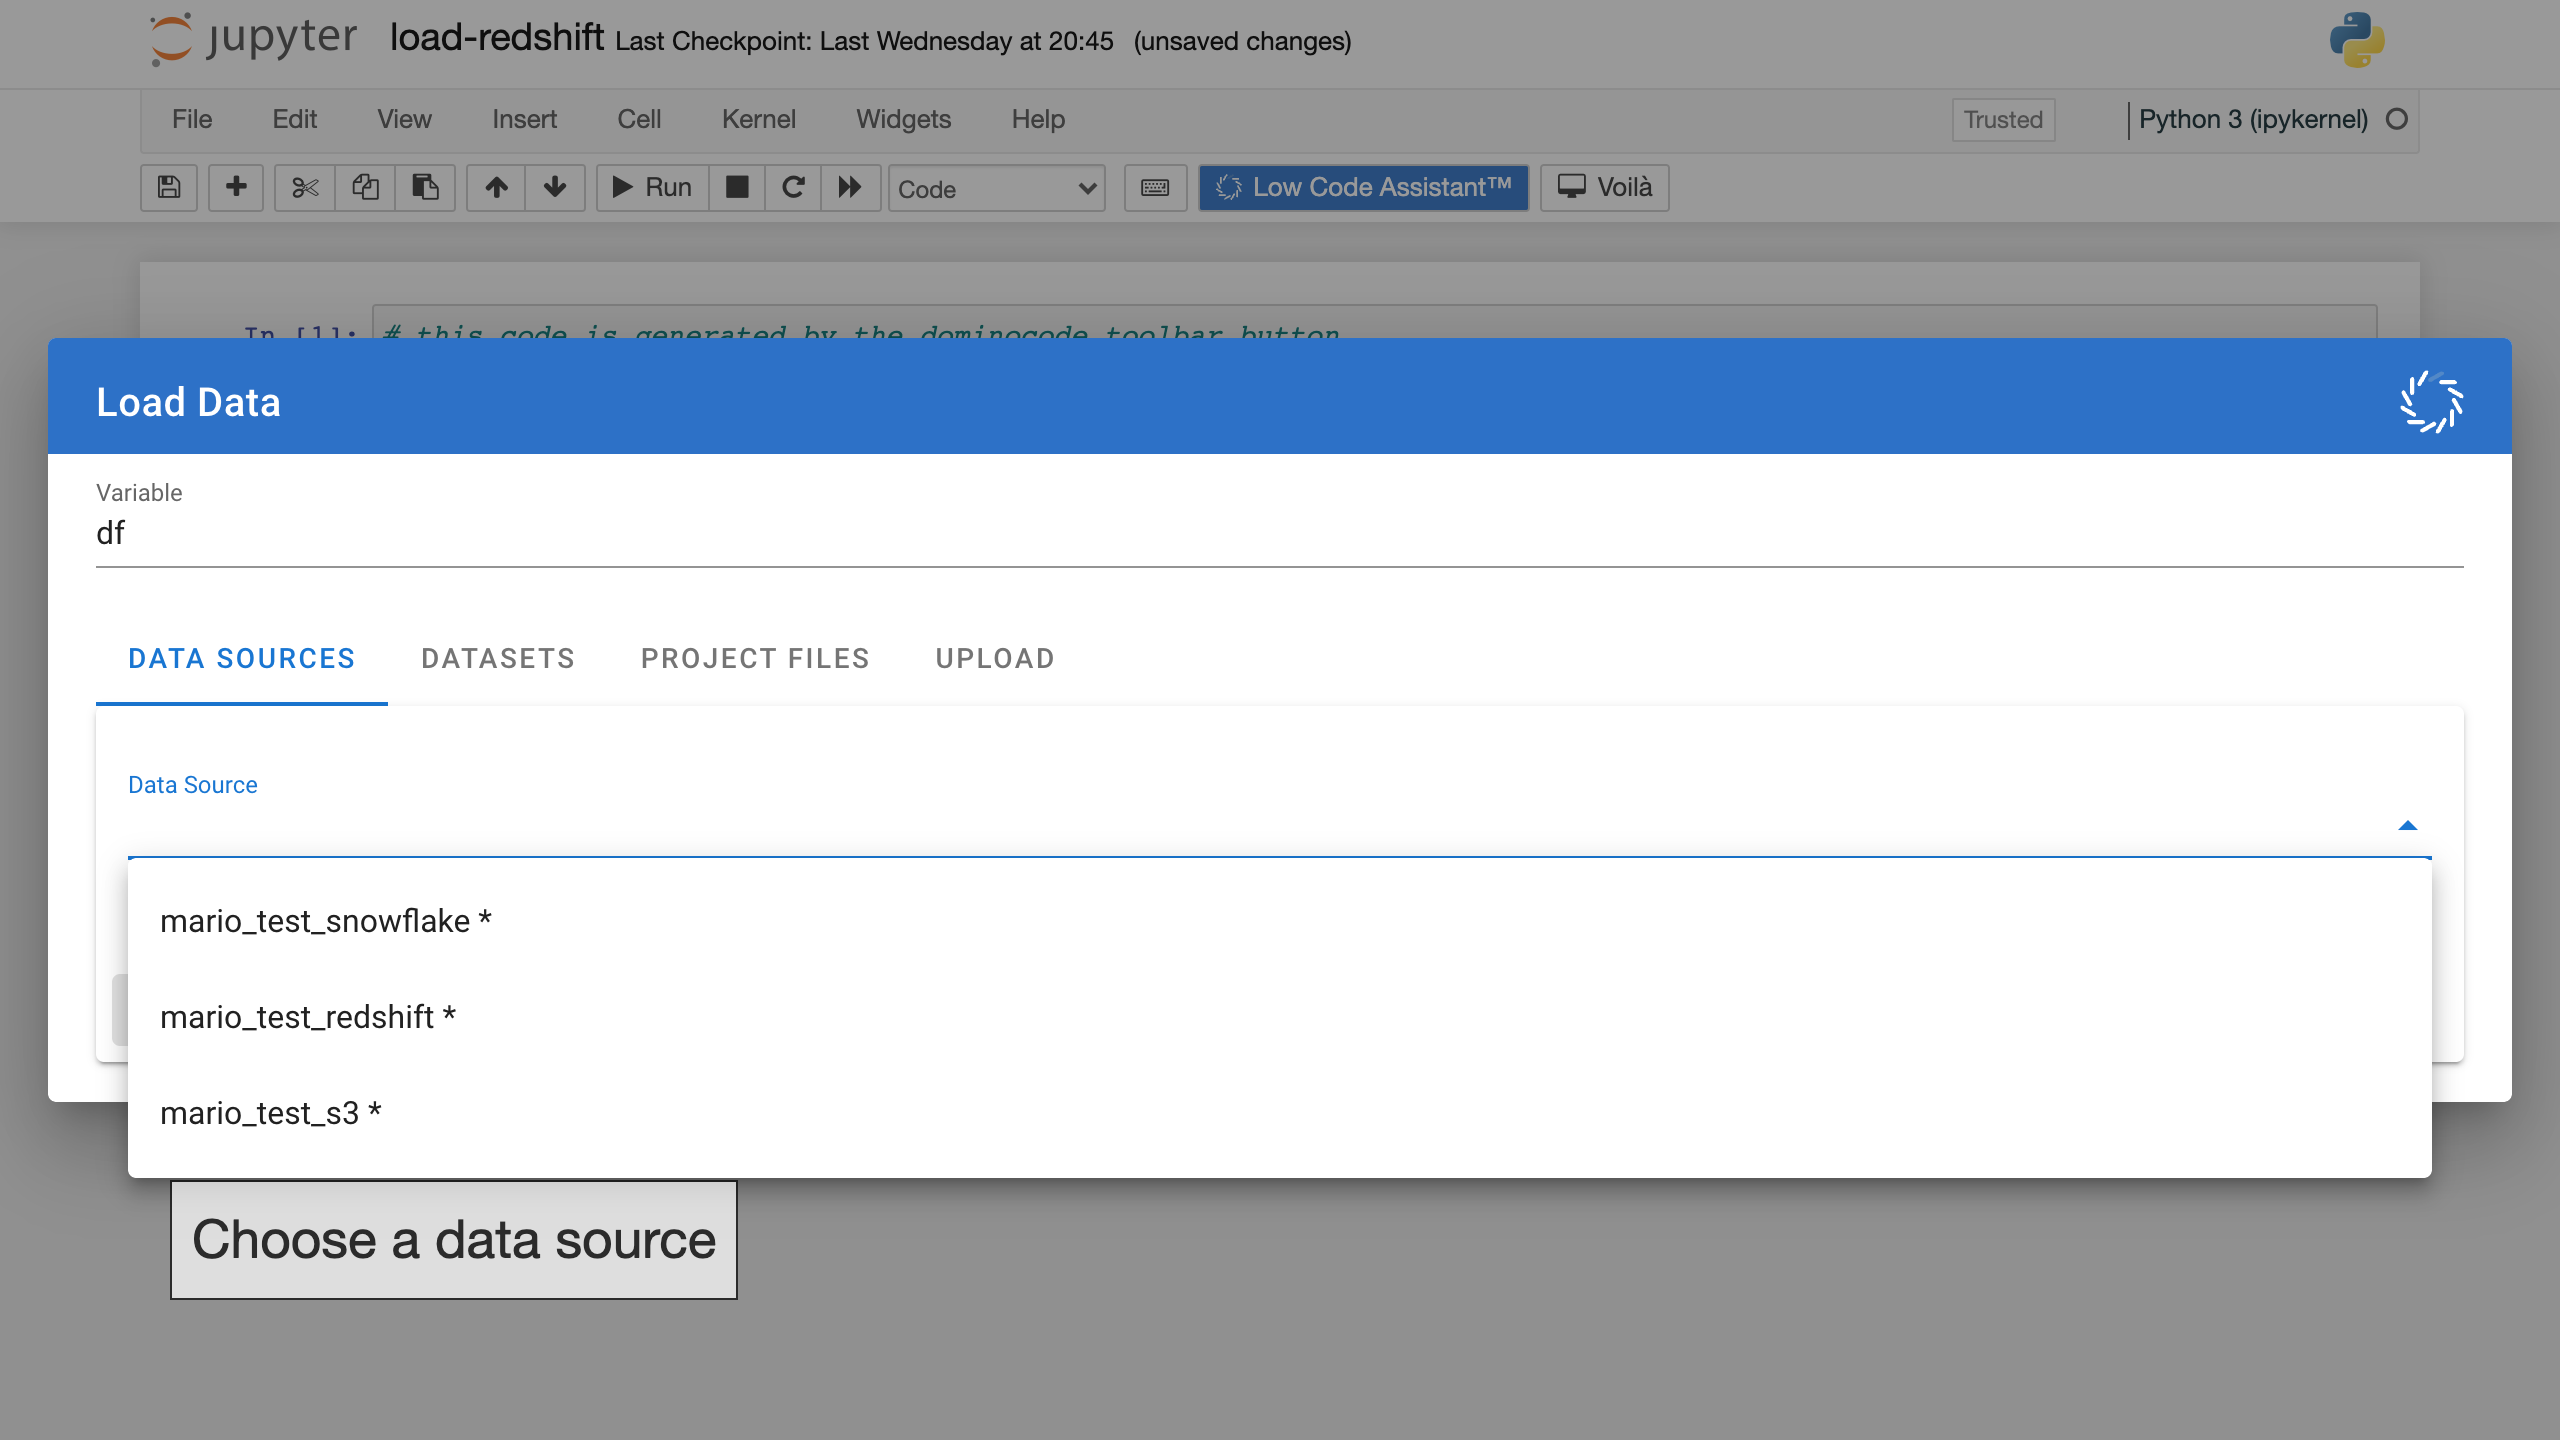 jupyter load-redshift Last Checkpoint: Last Wednesday at 20:45 (unsaved changes)
File Edit View Insert Cell Kernel Widgets Help Trusted Python 3 (ipykernel)
Run Code Low Code Assistant™ Voilà
In [1]: # this code is generated by the dominocode toolbar button
Load Data
Variable
df
DATA SOURCES DATASETS PROJECT FILES UPLOAD
Data Source
mario_test_snowflake *
mario_test_redshift *
mario_test_s3 *
Choose a data source